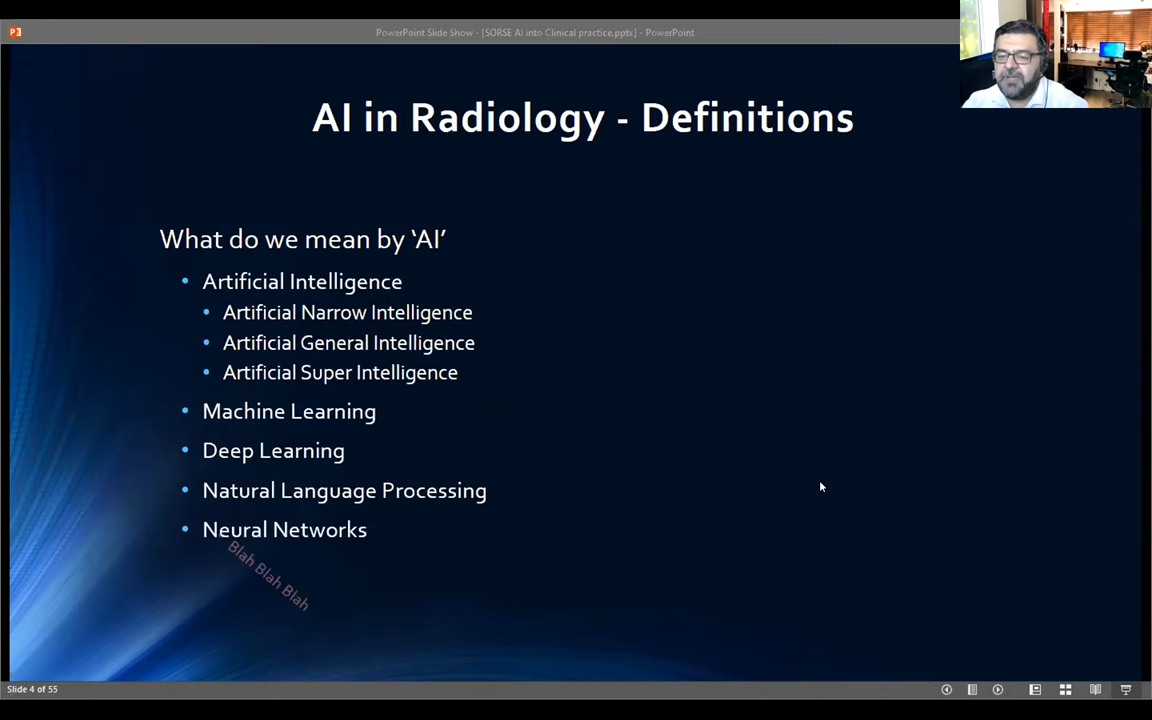 PowerPoint Slide Show - [SORSE AI into Clinical practice.pptx] - PowerPoint
AI in Radiology - Definitions
What do we mean by ‘AI’
• Artificial Intelligence
• Artificial Narrow Intelligence
• Artificial General Intelligence
• Artificial Super Intelligence
• Machine Learning
• Deep Learning
• Natural Language Processing
• Neural Networks
Blah Blah Blah
Slide 4 of 55